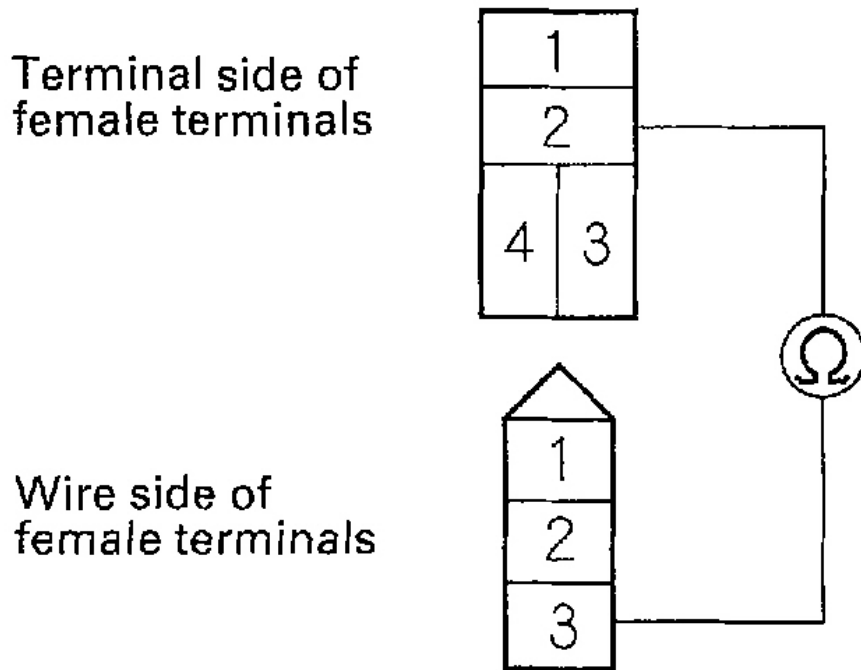 Terminal side of
female terminals
1
2
4 3
Ω
1
2
3
Wire side of
female terminals